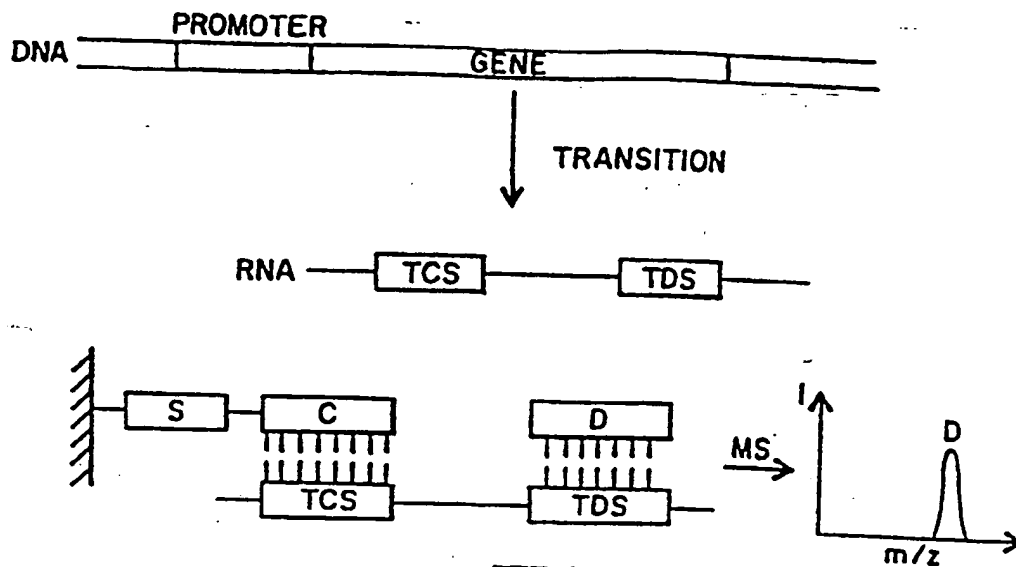 PROMOTER
DNA GENE
TRANSITION
RNA TCS TDS
S C D
TCS TDS
MS
I D
m/z